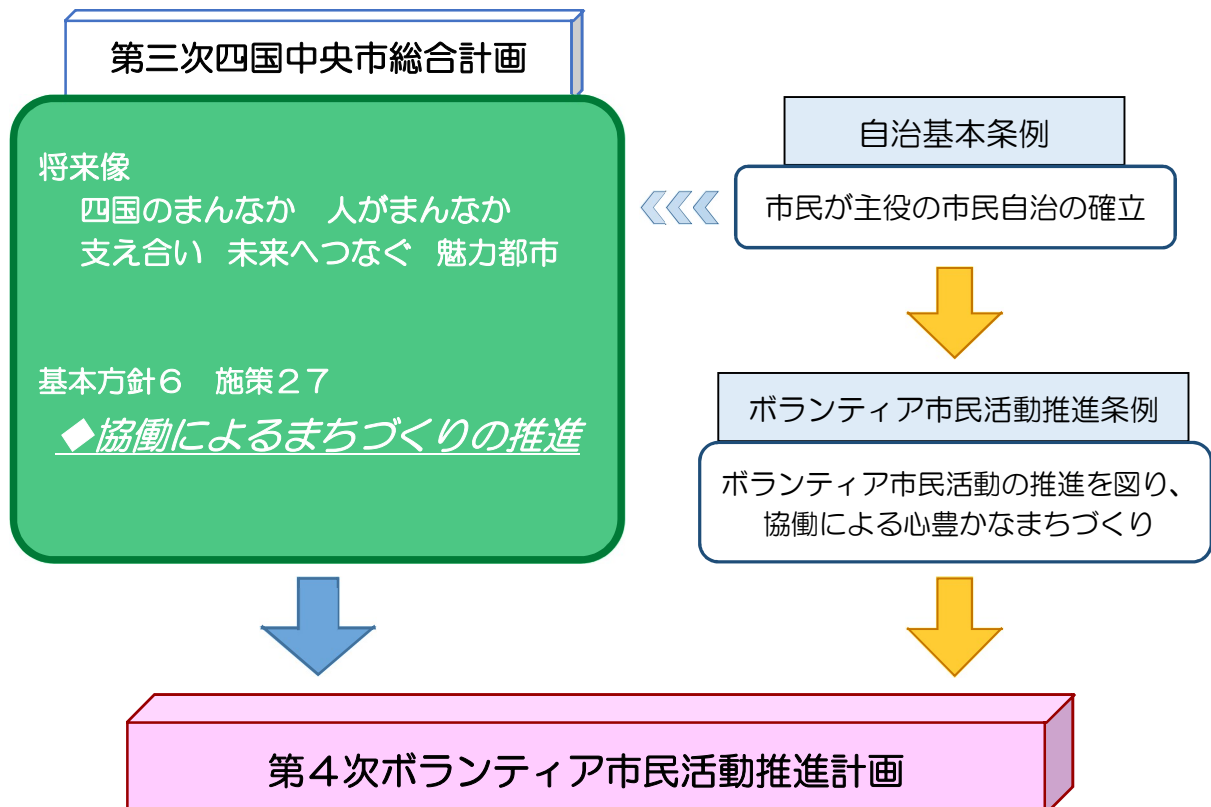 第三次四国中央市総合計画
将来像
四国のまんなか　人がまんなか
支え合い　未来へつなぐ　魅力都市
基本方針６　施策２７
◆協働によるまちづくりの推進
自治基本条例
市民が主役の市民自治の確立
ボランティア市民活動推進条例
ボランティア市民活動の推進を図り、
協働による心豊かなまちづくり
第４次ボランティア市民活動推進計画